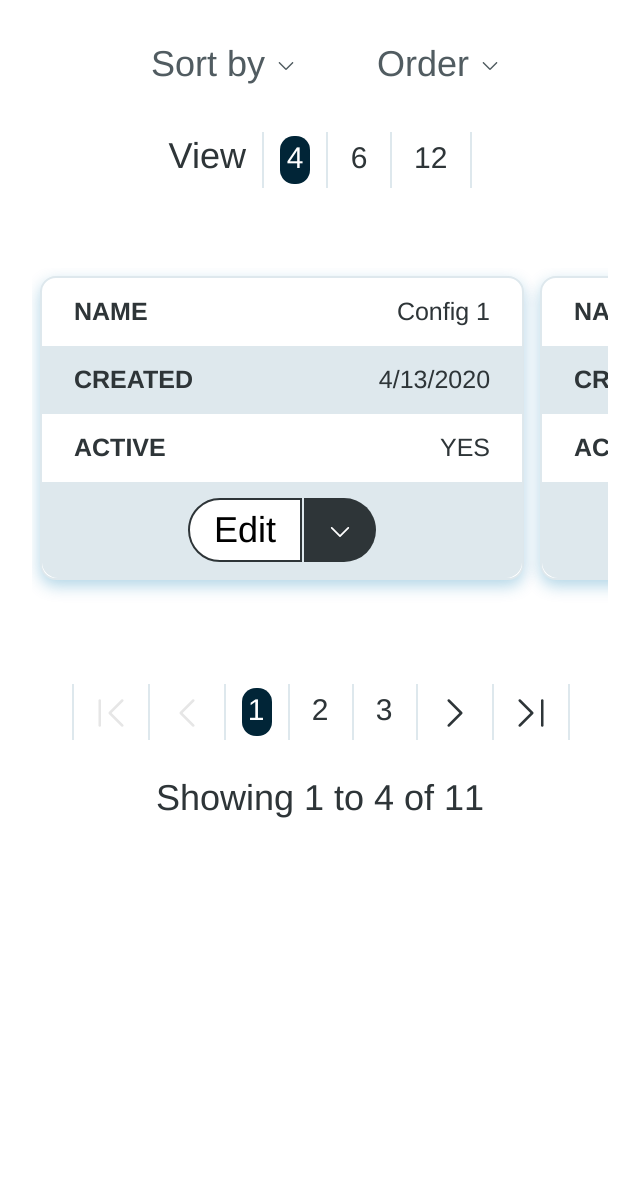 Sort by Order
View 4 6 12
NAME Config 1 NA
CREATED 4/13/2020 CR
ACTIVE YES AC
Edit
1 2 3
Showing 1 to 4 of 11